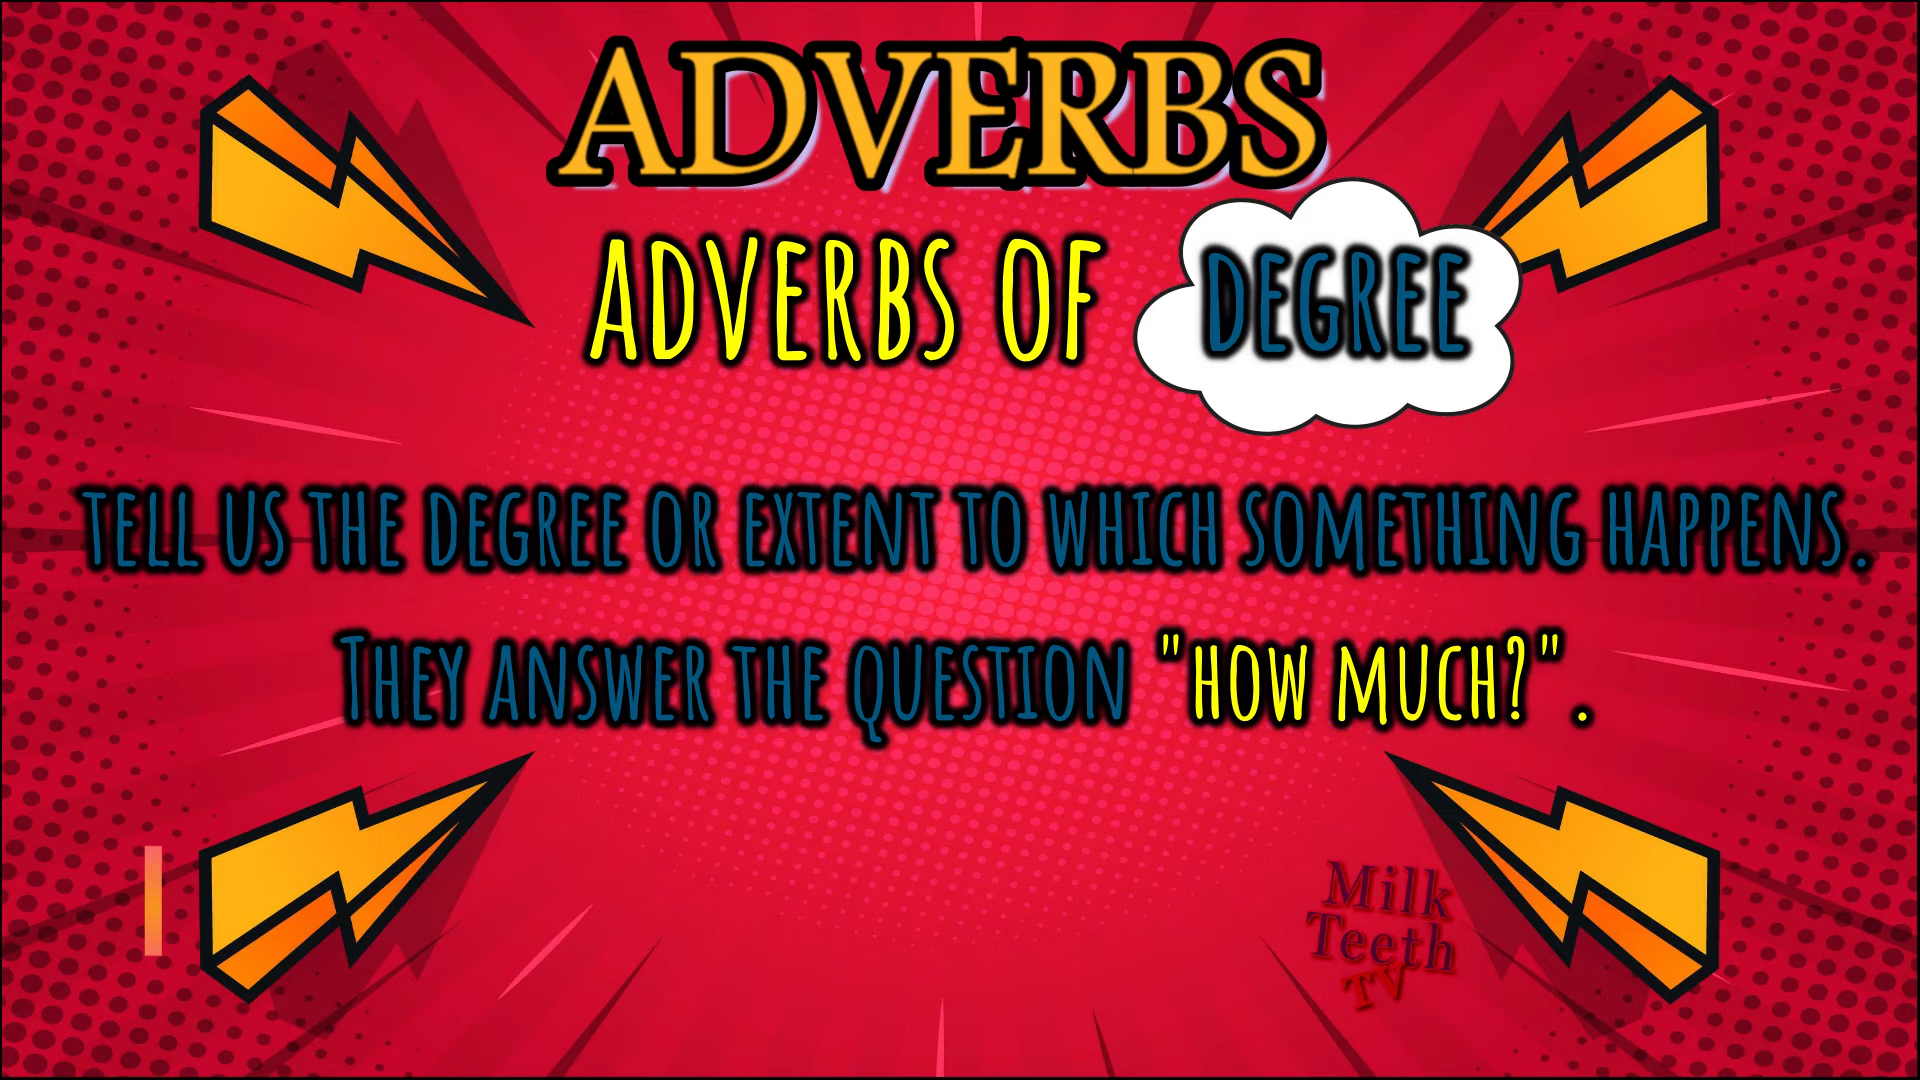 ADVERBS
ADVERBS OF DEGREE
TELL US THE DEGREE OR EXTENT TO WHICH SOMETHING HAPPENS.
THEY ANSWER THE QUESTION "HOW MUCH?".
Milk
Teeth
TV